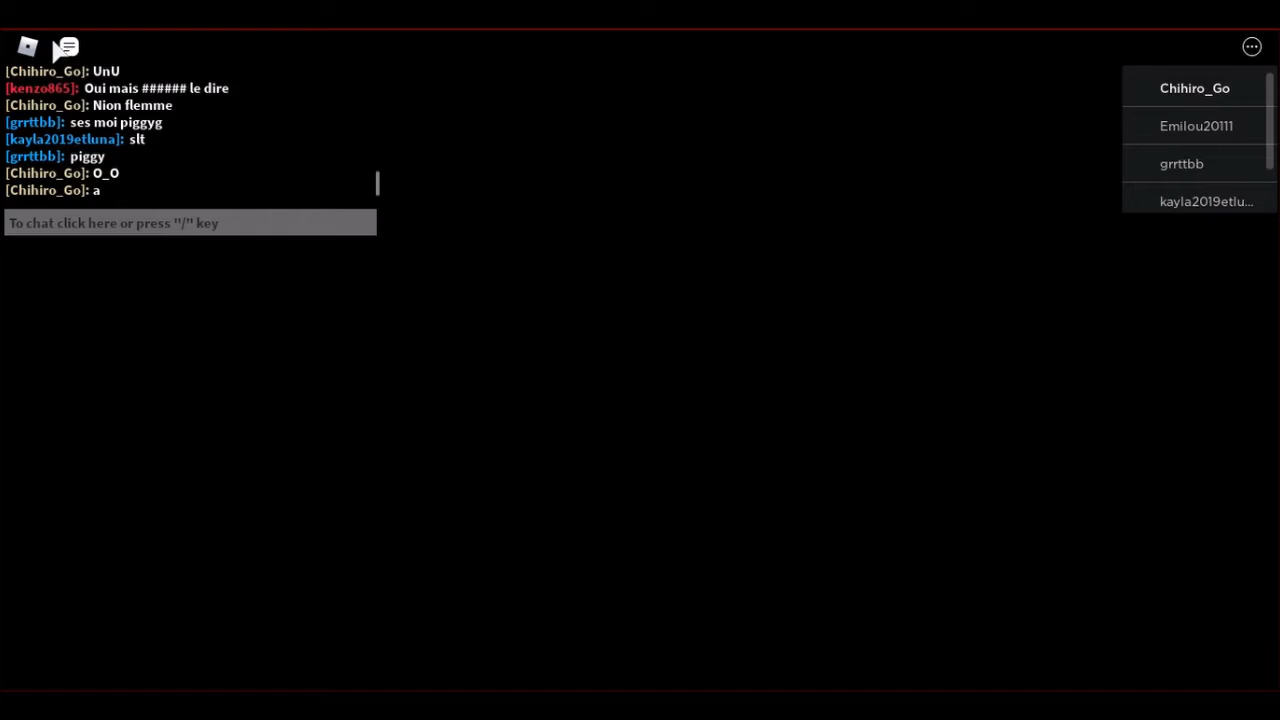 [Chihiro_Go]: UnU
[kenzo865]: Oui mais ###### le dire
[Chihiro_Go]: Nion flemme
[grrttbb]: ses moi piggyg
[kayla2019etluna]: slt
[grrttbb]: piggy
[Chihiro_Go]: O_O
[Chihiro_Go]: a
To chat click here or press "/" key
Chihiro_Go
Emilou20111
grrttbb
kayla2019etlu...